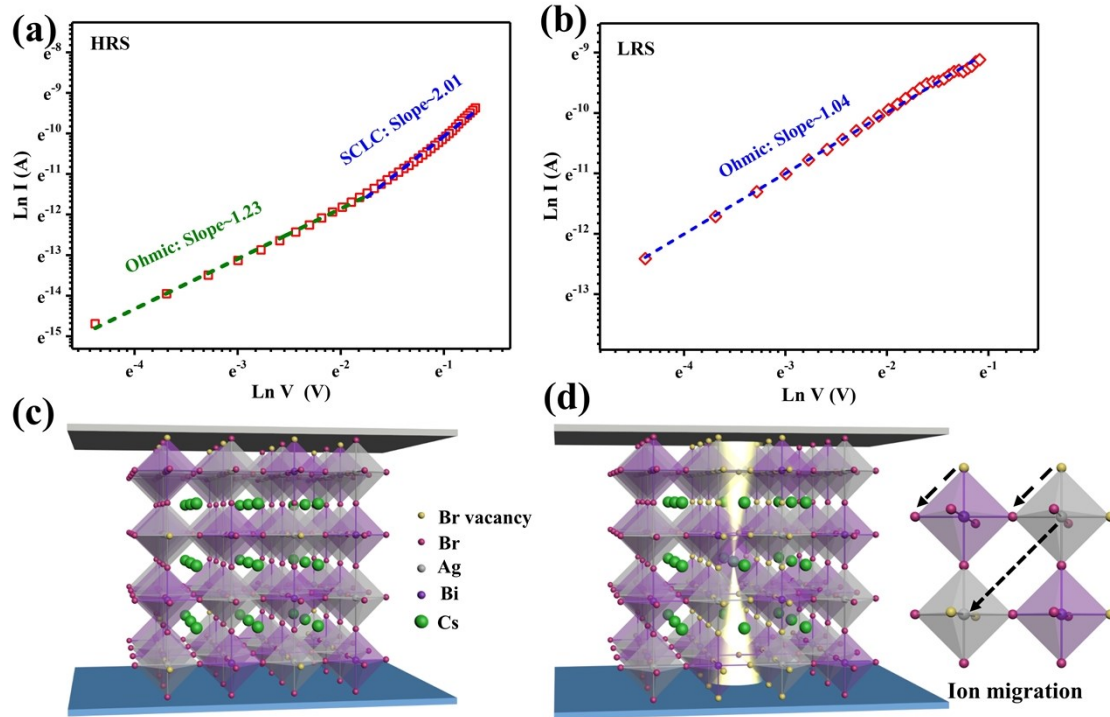 (a)
HRS
Ln I (A)
e^-8
e^-9
e^-10
e^-11
e^-12
e^-13
e^-14
e^-15
Ohmic: Slope~1.23
SCLC: Slope~2.01
e^-4
e^-3
e^-2
e^-1
Ln V (V)
(b)
LRS
Ln I (A)
e^-9
e^-10
e^-11
e^-12
e^-13
Ohmic: Slope~1.04
e^-4
e^-3
e^-2
e^-1
Ln V (V)
(c)
Br vacancy
Br
Ag
Bi
Cs
(d)
Ion migration